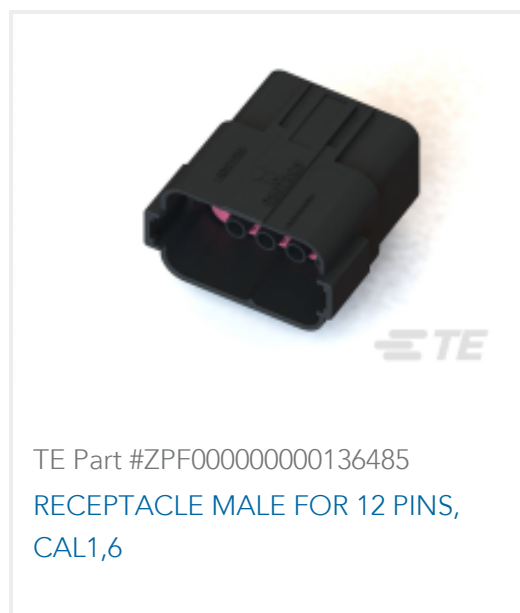 TE
TE Part #ZPF000000000136485
RECEPTACLE MALE FOR 12 PINS,
CAL1,6